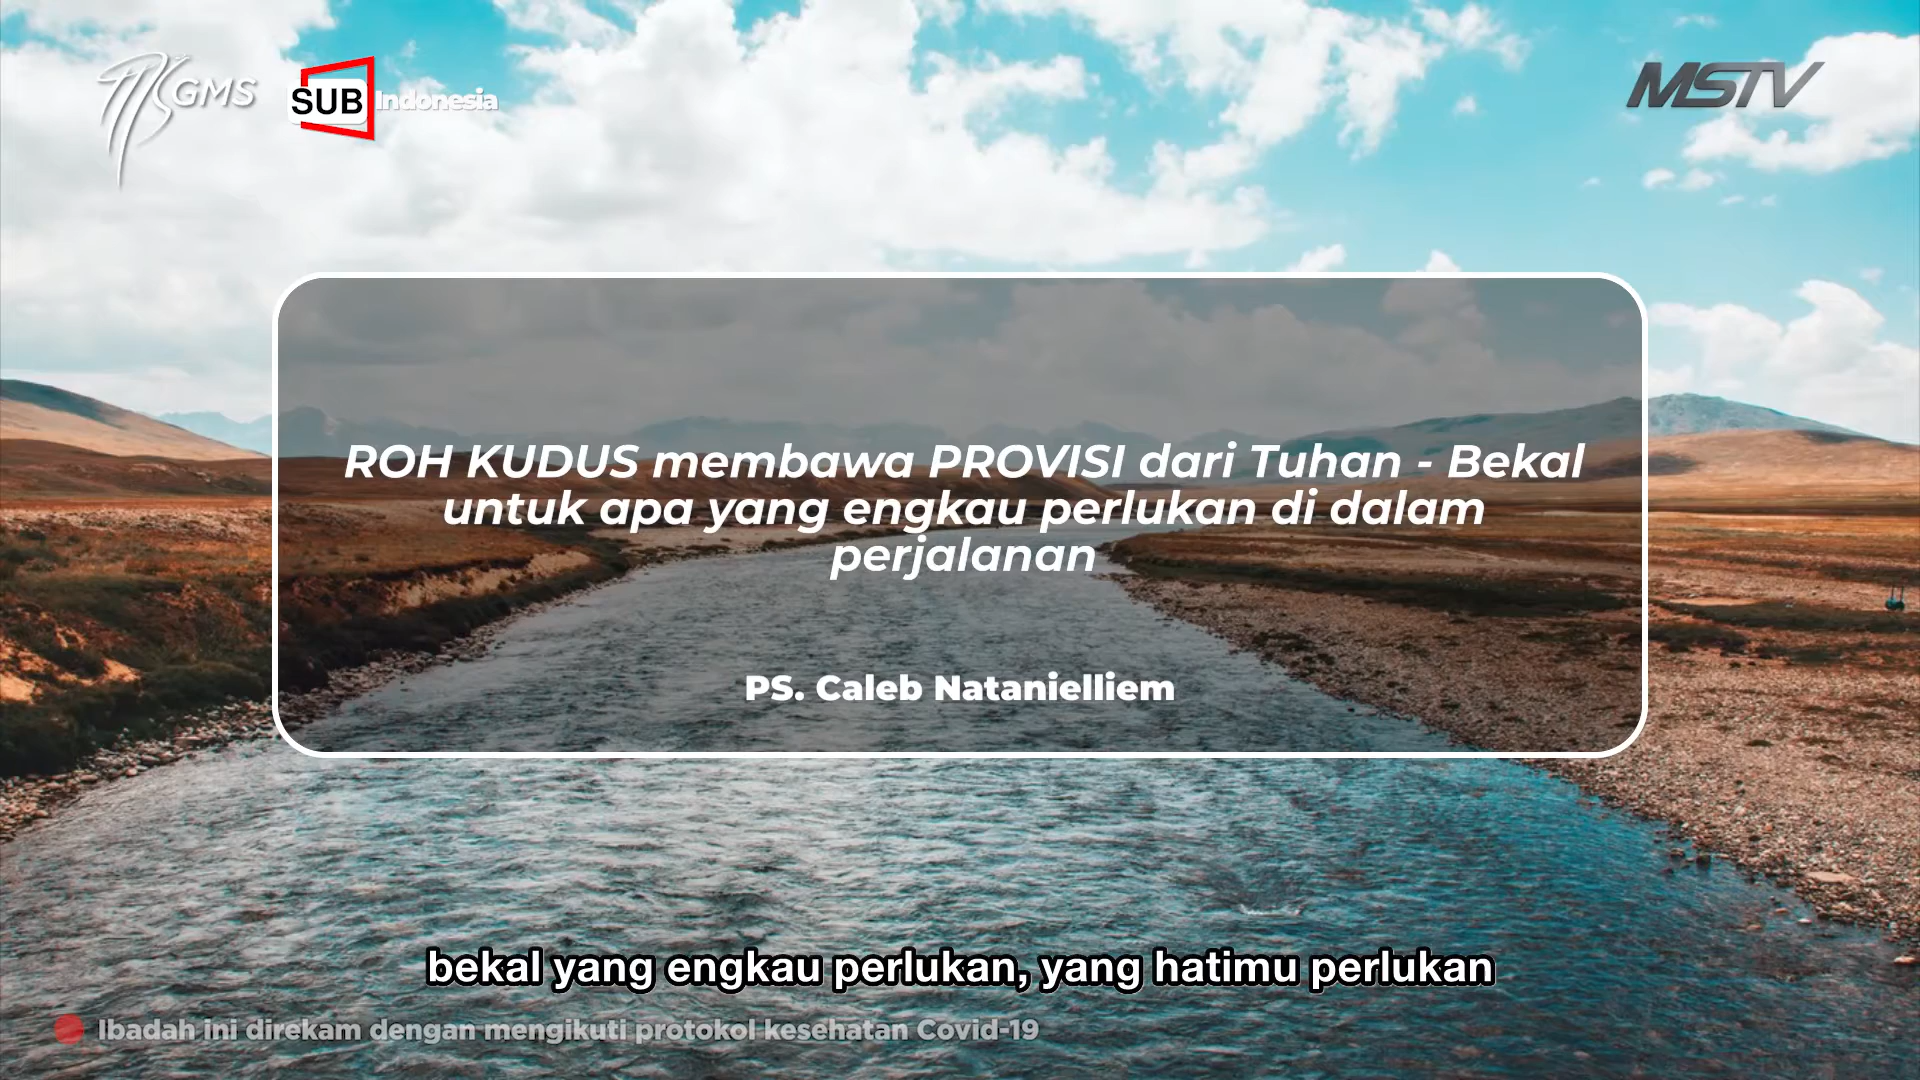 GMS
SUB Indonesia
MSTV
ROH KUDUS membawa PROVISI dari Tuhan - Bekal
untuk apa yang engkau perlukan di dalam
perjalanan
PS. Caleb Natanielliem
bekal yang engkau perlukan, yang hatimu perlukan
Ibadah ini direkam dengan mengikuti protokol kesehatan Covid-19